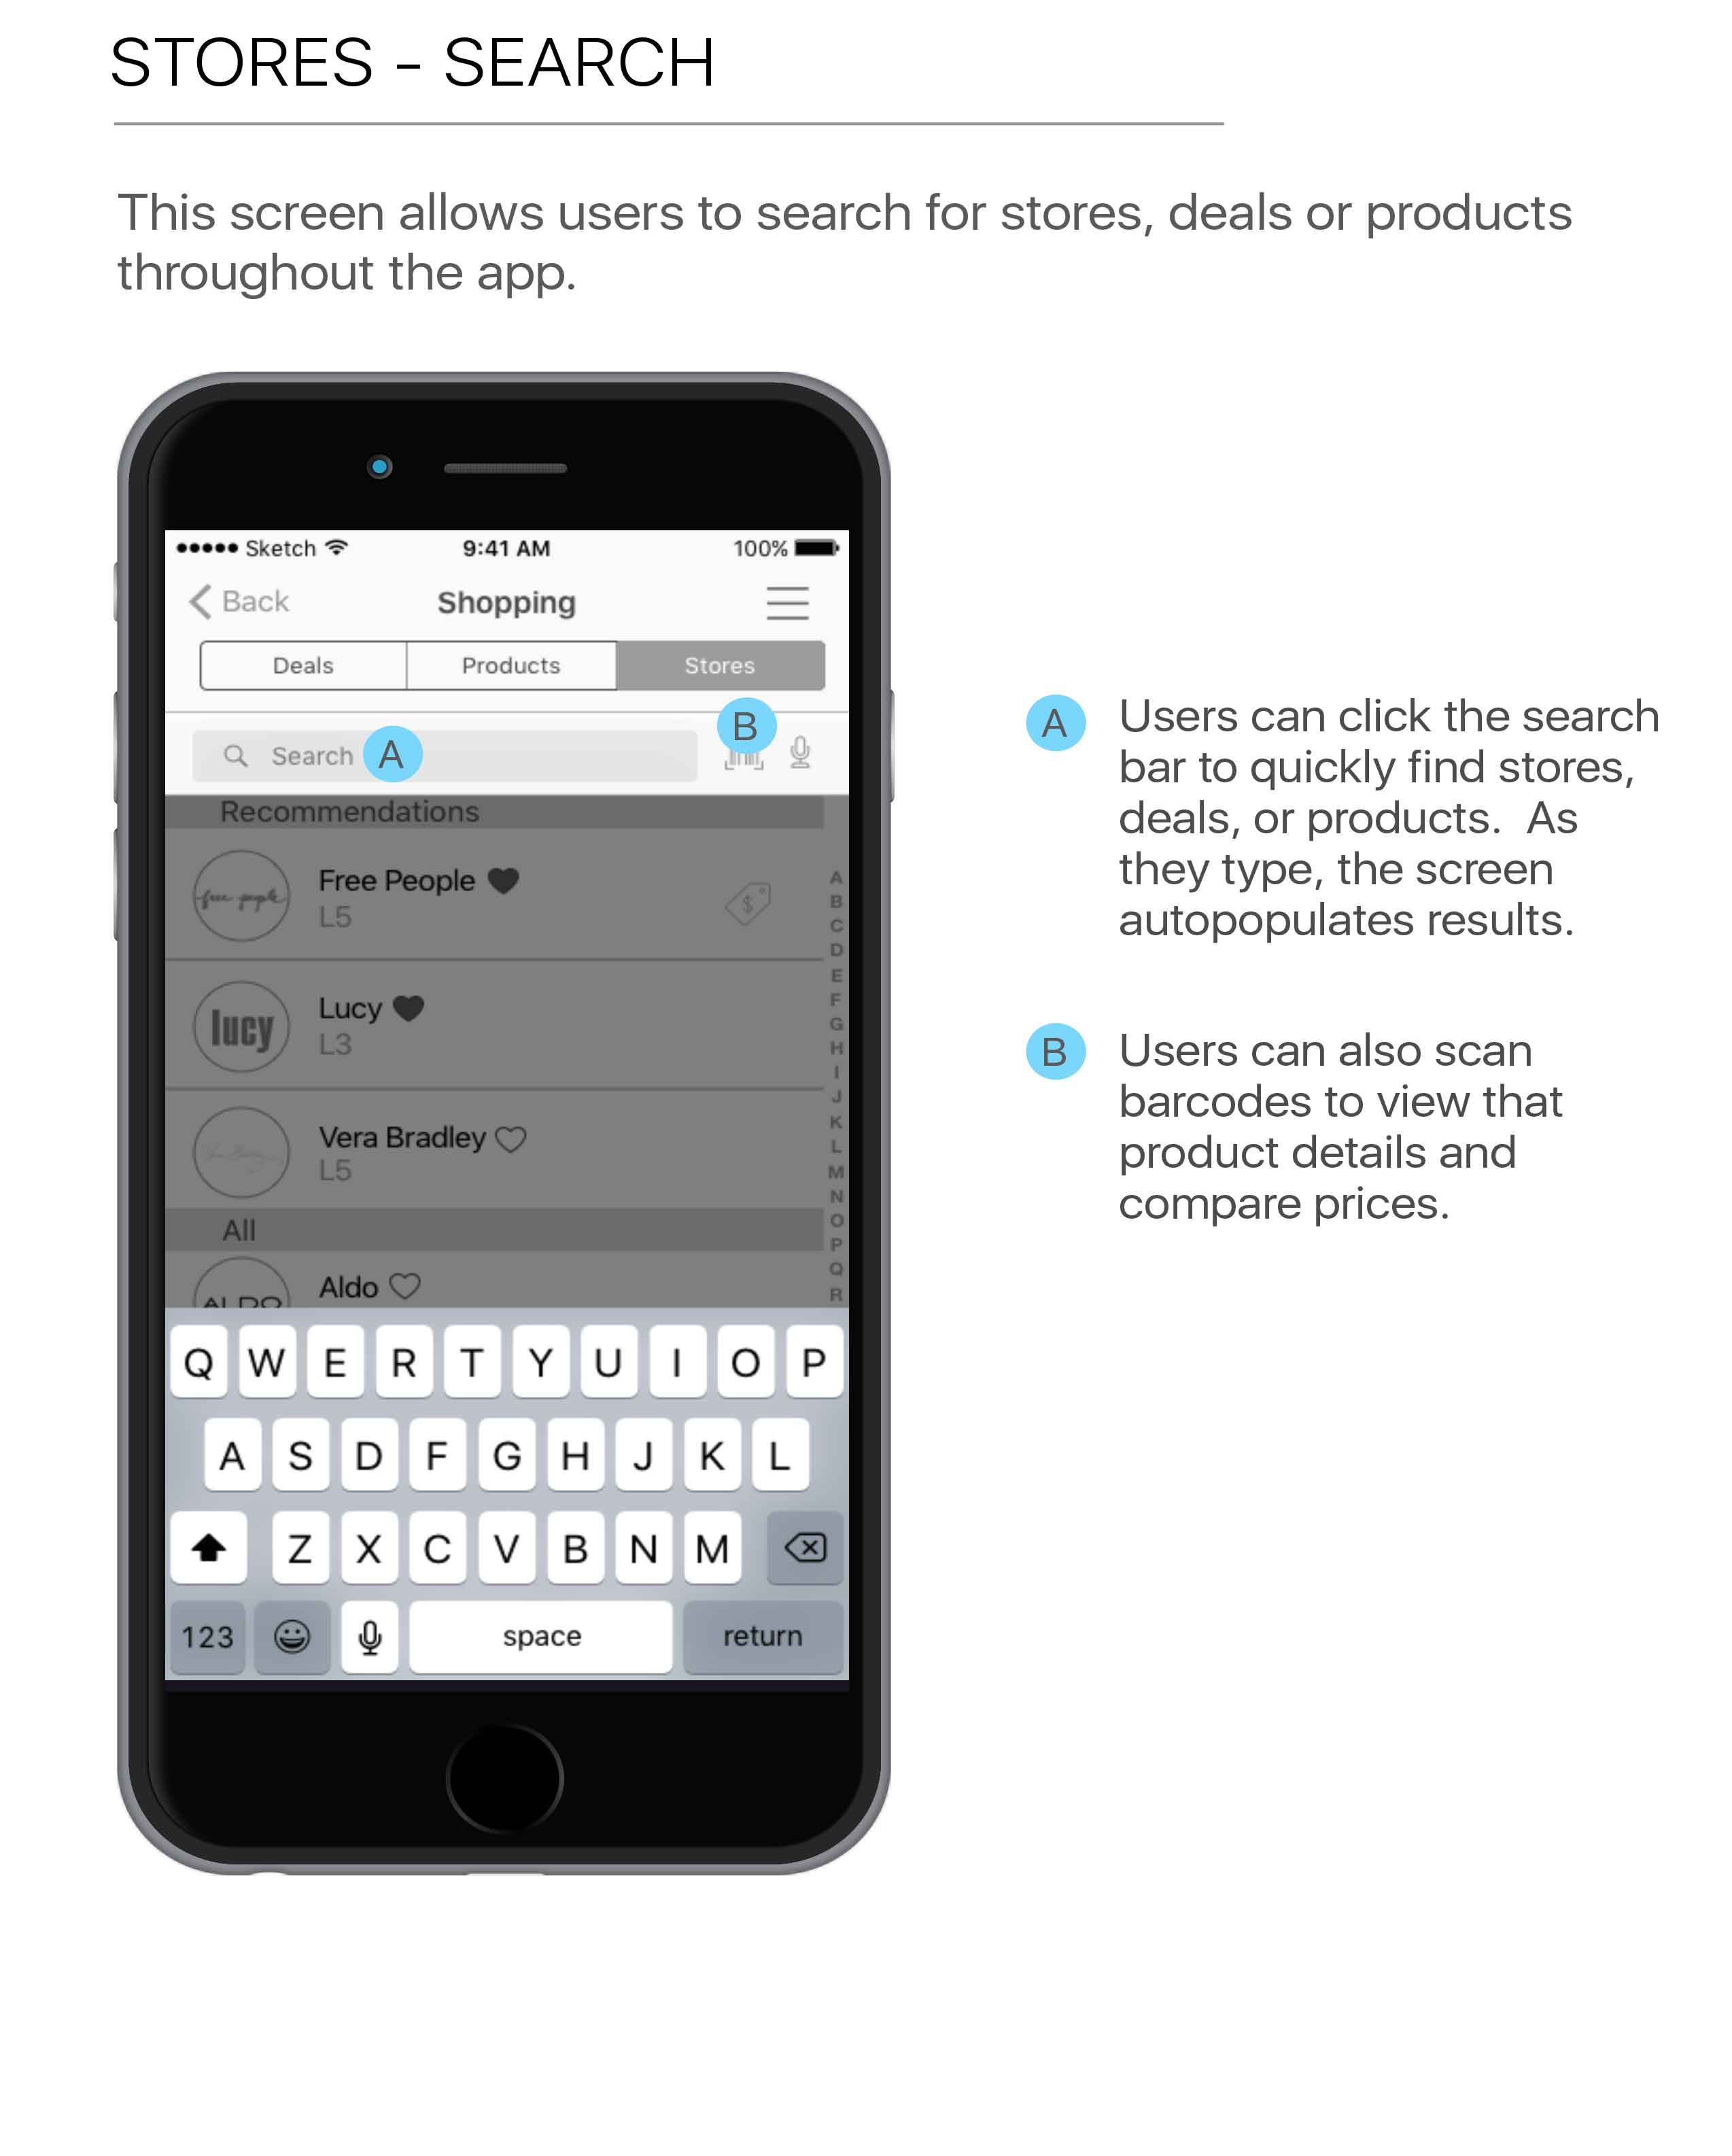 STORES - SEARCH
This screen allows users to search for stores, deals or products
throughout the app.
Sketch 9:41 AM 100%
Back Shopping
Deals Products Stores
Search A B
Recommendations
free people Free People
L5
lucy Lucy
L3
Vera Bradley
L5
All
ALDO Aldo
A
B
C
D
E
F
G
H
I
J
K
L
M
N
O
P
Q
R
Q W E R T Y U I O P
A S D F G H J K L
Z X C V B N M
123 space return
A Users can click the search
bar to quickly find stores,
deals, or products.  As
they type, the screen
autopopulates results.
B Users can also scan
barcodes to view that
product details and
compare prices.